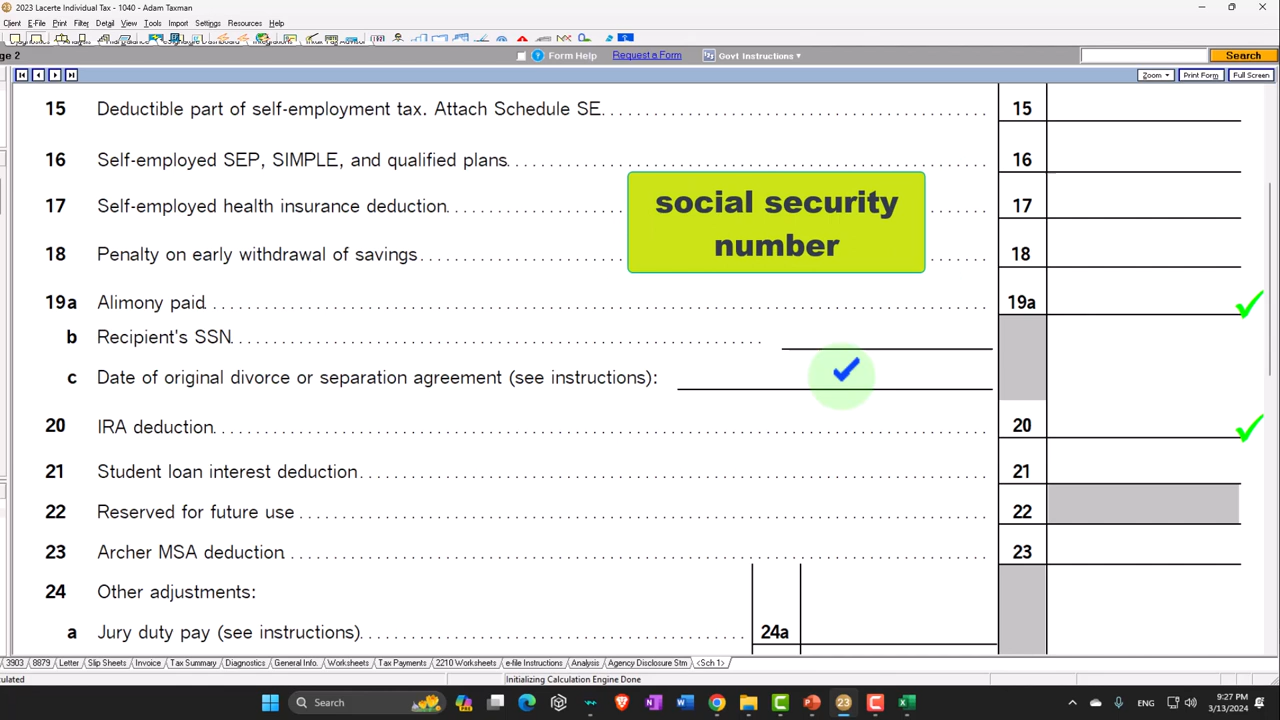 2023 Lacerte Individual Tax - 1040 - Adam Taxman
Client E-File Print Filter Detail View Tools Import Settings Resources Help
ge 2 Form Help Request a Form Govt Instructions Search
Zoom Print Form Full Screen
15 Deductible part of self-employment tax. Attach Schedule SE. 15
16 Self-employed SEP, SIMPLE, and qualified plans 16
17 Self-employed health insurance deduction 17
social security
number
18 Penalty on early withdrawal of savings 18
19a Alimony paid 19a
b Recipient's SSN
c Date of original divorce or separation agreement (see instructions):
20 IRA deduction 20
21 Student loan interest deduction 21
22 Reserved for future use 22
23 Archer MSA deduction 23
24 Other adjustments:
a Jury duty pay (see instructions) 24a
3903 8879 Letter Slip Sheets Invoice Tax Summary Diagnostics General Info. Worksheets Tax Payments 2210 Worksheets e-file Instructions Analysis Agency Disclosure Stm <Sch 1>
culated Initializing Calculation Engine Done
Search ENG 9:27 PM
3/13/2024